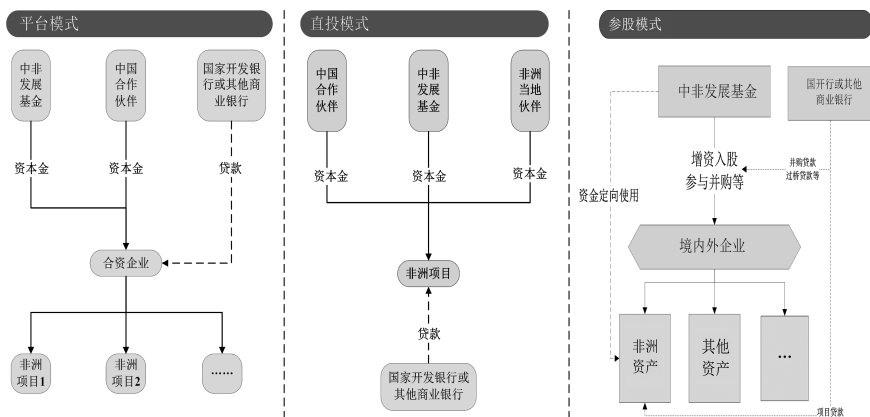 平台模式
中非
发展
基金
中国
合作
伙伴
国家开发银
行或其他商
业银行
资本金
资本金
贷款
合资企业
非洲
项目1
非洲
项目2
……
直投模式
中国
合作
伙伴
中非
发展
基金
非洲
当地
伙伴
资本金
资本金
资本金
非洲项目
贷款
国家开发银行或
其他商业银行
参股模式
中非发展基金
国开行或其他
商业银行
增资入股
参与并购等
并购贷款
过桥贷款等
资金定向使用
境内外企业
非洲
资产
其他
资产
…
项目贷款